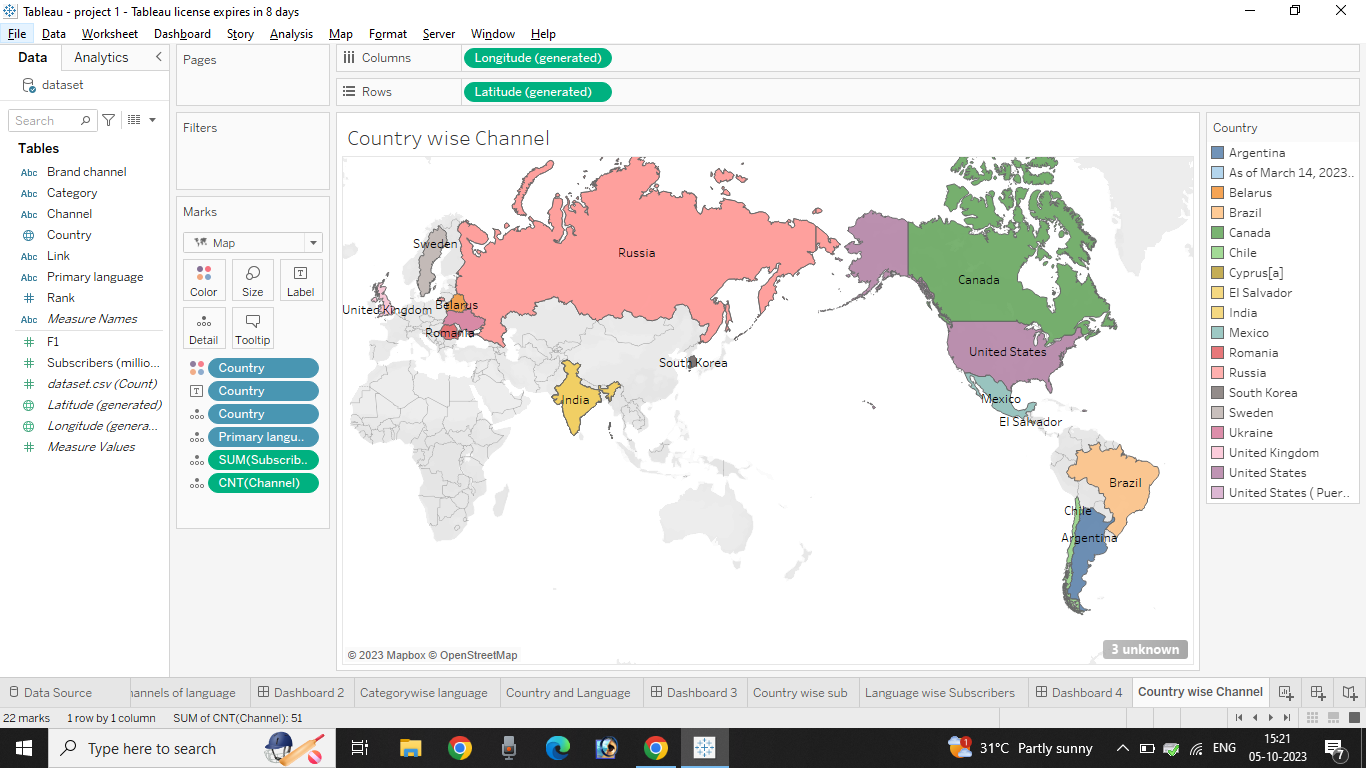 Tableau - project 1 - Tableau license expires in 8 days
File Data Worksheet Dashboard Story Analysis Map Format Server Window Help
Data Analytics
dataset
Search
Tables
Abc Brand channel
Abc Category
Abc Channel
Country
Abc Link
Abc Primary language
# Rank
Abc Measure Names
# F1
# Subscribers (millio...
# dataset.csv (Count)
Latitude (generated)
Longitude (genera...
# Measure Values
Pages
Filters
Marks
Map
Color Size Label
Detail Tooltip
Country
Country
Country
Primary langu..
SUM(Subscrib..
CNT(Channel)
Columns Longitude (generated)
Rows Latitude (generated)
Country wise Channel
Sweden
Russia
Canada
United Kingdom
Belarus
Romania
South Korea
United States
India
Mexico
El Salvador
Brazil
Chile
Argentina
© 2023 Mapbox © OpenStreetMap
3 unknown
Country
Argentina
As of March 14, 2023..
Belarus
Brazil
Canada
Chile
Cyprus[a]
El Salvador
India
Mexico
Romania
Russia
South Korea
Sweden
Ukraine
United Kingdom
United States
United States ( Puer..
Data Source hannels of language Dashboard 2 Categorywise language Country and Language Dashboard 3 Country wise sub Language wise Subscribers Dashboard 4 Country wise Channel
22 marks 1 row by 1 column SUM of CNT(Channel): 51
Type here to search
1 31°C Partly sunny ENG 15:21
05-10-2023 7